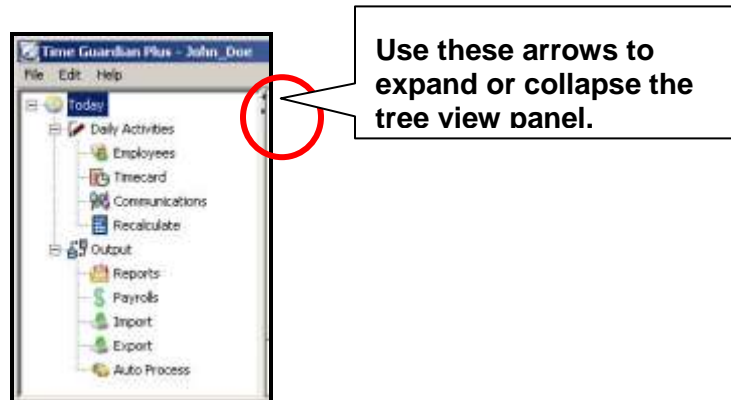 Time Guardian Plus - John_Doe
File Edit Help
Today
Daily Activities
Employees
Timecard
Communications
Recalculate
Output
Reports
Payrolls
Import
Export
Auto Process
Use these arrows to
expand or collapse the
tree view panel.